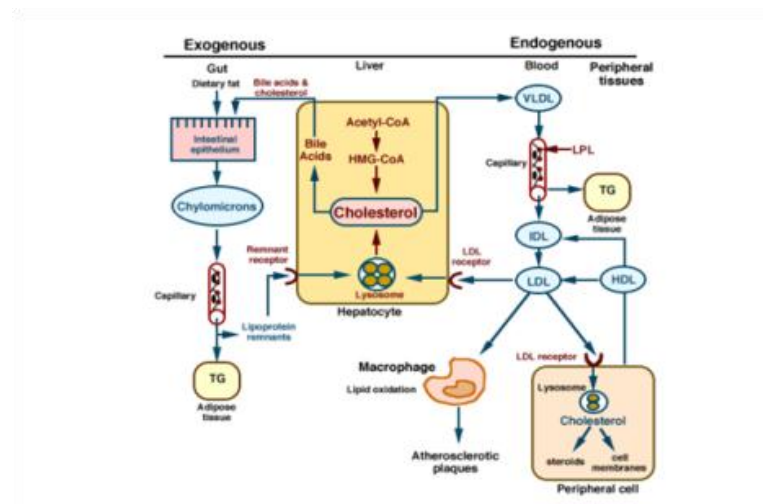 Exogenous
Endogenous
Gut
Liver
Blood
Peripheral
tissues
Dietary fat
Bile acids &
cholesterol
Intestinal
epithelium
Chylomicrons
Capillary
Lipoprotein
remnants
TG
Adipose
tissue
Remnant
receptor
Acetyl-CoA
HMG-CoA
Bile
Acids
Cholesterol
Lysosome
Hepatocyte
LDL
receptor
VLDL
Capillary
LPL
TG
Adipose
tissue
IDL
LDL
HDL
Macrophage
Lipid oxidation
Atherosclerotic
plaques
LDL receptor
Lysosome
Cholesterol
steroids
cell
membranes
Peripheral cell